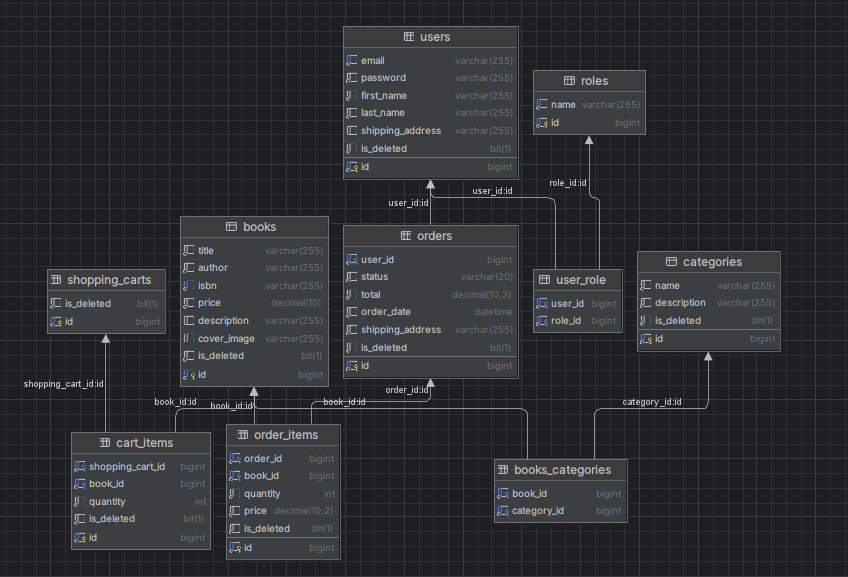 users
email varchar(255)
password varchar(255)
first_name varchar(255)
last_name varchar(255)
shipping_address varchar(255)
is_deleted bit(1)
id bigint
roles
name varchar(255)
id bigint
role_id:id
user_id:id
user_id:id
books
title varchar(255)
author varchar(255)
isbn varchar(255)
price decimal(10)
description varchar(255)
cover_image varchar(255)
is_deleted bit(1)
id bigint
orders
user_id bigint
status varchar(20)
total decimal(10,2)
order_date datetime
shipping_address varchar(255)
is_deleted bit(1)
id bigint
shopping_carts
is_deleted bit(1)
id bigint
user_role
user_id bigint
role_id bigint
categories
name varchar(255)
description varchar(255)
is_deleted bit(1)
id bigint
shopping_cart_id:id
order_id:id
book_id:id
book_id:id
book_id:id
category_id:id
cart_items
shopping_cart_id bigint
book_id bigint
quantity int
is_deleted bit(1)
id bigint
order_items
order_id bigint
book_id bigint
quantity int
price decimal(10,2)
is_deleted bit(1)
id bigint
books_categories
book_id bigint
category_id bigint